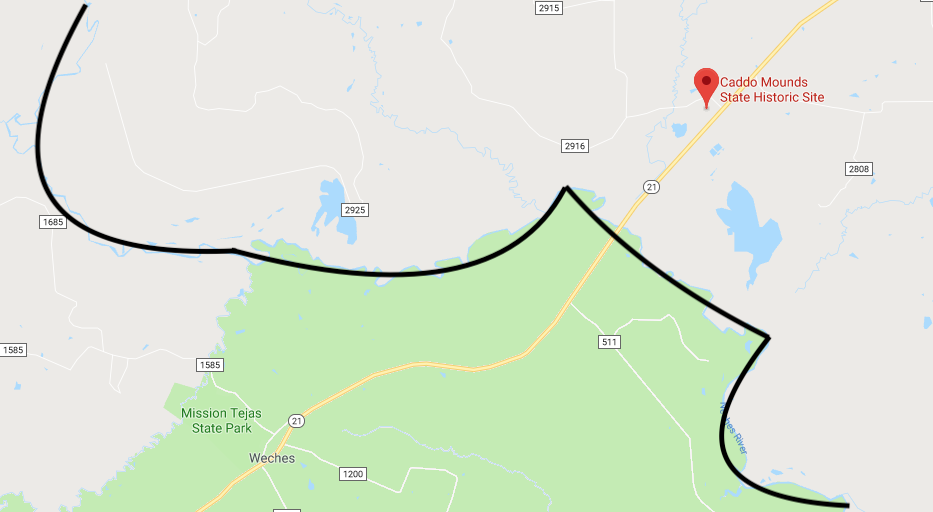 2915
Caddo Mounds
State Historic Site
2916
2808
21
2925
1685
511
1585
1585
Mission Tejas
State Park
21
Weches
1200